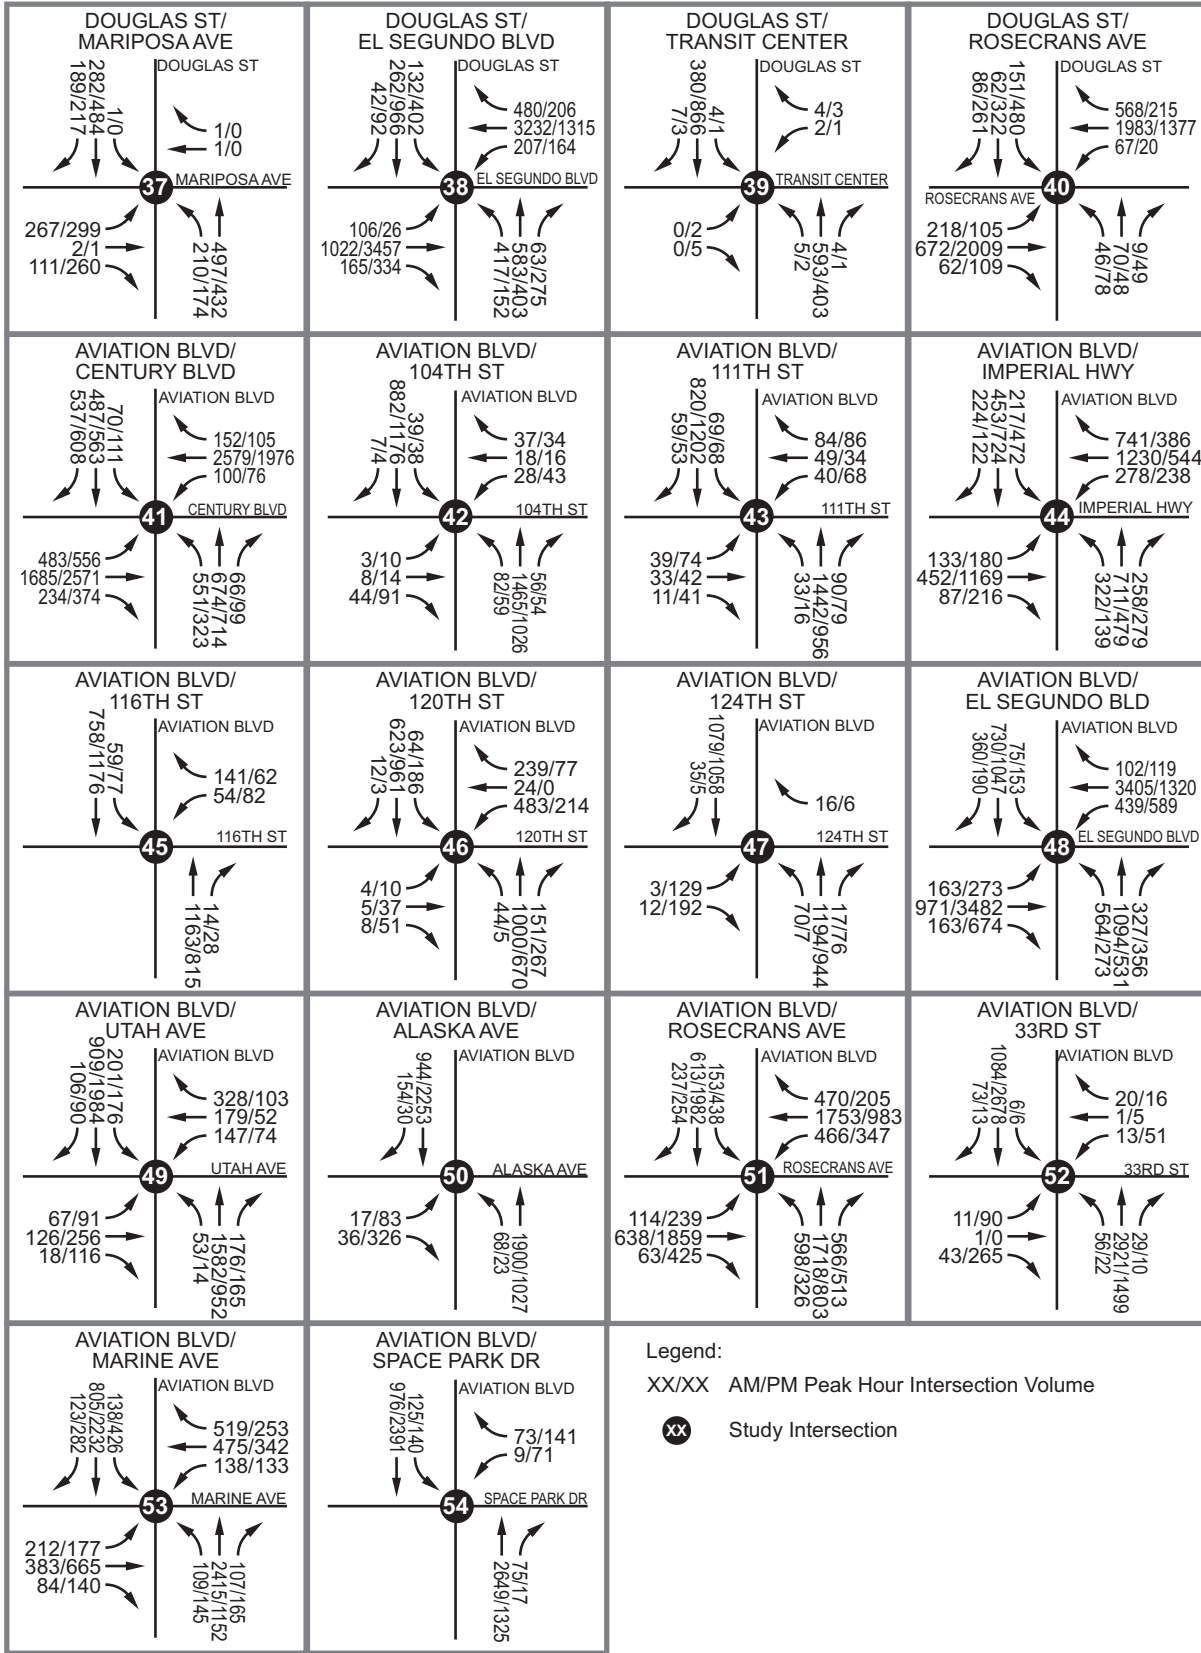 DOUGLAS ST/
MARIPOSA AVE
DOUGLAS ST
189/217
282/484
1/0
1/0
1/0
37
MARIPOSA AVE
267/299
2/1
111/260
210/174
497/432
DOUGLAS ST/
EL SEGUNDO BLVD
DOUGLAS ST
42/92
262/966
132/402
480/206
3232/1315
207/164
38
EL SEGUNDO BLVD
106/26
1022/3457
165/334
417/152
583/403
63/275
DOUGLAS ST/
TRANSIT CENTER
DOUGLAS ST
7/3
380/866
4/1
4/3
2/1
39
TRANSIT CENTER
0/2
0/5
5/2
593/403
4/1
DOUGLAS ST/
ROSECRANS AVE
DOUGLAS ST
86/261
62/322
151/480
568/215
1983/1377
67/20
40
ROSECRANS AVE
218/105
672/2009
62/109
46/78
70/48
9/49
AVIATION BLVD/
CENTURY BLVD
AVIATION BLVD
537/608
487/563
70/111
152/105
2579/1976
100/76
41
CENTURY BLVD
483/556
1685/2571
234/374
551/323
674/714
66/99
AVIATION BLVD/
104TH ST
AVIATION BLVD
7/4
882/1176
39/38
37/34
18/16
28/43
42
104TH ST
3/10
8/14
44/91
82/59
1465/1026
56/54
AVIATION BLVD/
111TH ST
AVIATION BLVD
59/53
820/1202
69/68
84/86
49/34
40/68
43
111TH ST
39/74
33/42
11/41
33/16
1442/956
90/79
AVIATION BLVD/
IMPERIAL HWY
AVIATION BLVD
224/122
453/724
217/472
741/386
1230/544
278/238
44
IMPERIAL HWY
133/180
452/1169
87/216
322/139
711/479
258/279
AVIATION BLVD/
116TH ST
AVIATION BLVD
758/1176
59/77
141/62
54/82
45
116TH ST
1163/815
14/28
AVIATION BLVD/
120TH ST
AVIATION BLVD
12/3
623/961
64/186
239/77
24/0
483/214
46
120TH ST
4/10
5/37
8/51
44/5
1000/670
151/267
AVIATION BLVD/
124TH ST
AVIATION BLVD
35/5
1079/1058
16/6
47
124TH ST
3/129
12/192
70/7
1194/944
17/76
AVIATION BLVD/
EL SEGUNDO BLD
AVIATION BLVD
360/190
730/1047
75/153
102/119
3405/1320
439/589
48
EL SEGUNDO BLVD
163/273
971/3482
163/674
564/273
1094/531
327/356
AVIATION BLVD/
UTAH AVE
AVIATION BLVD
106/90
909/1984
201/176
328/103
179/52
147/74
49
UTAH AVE
67/91
126/256
18/116
53/14
1582/952
176/165
AVIATION BLVD/
ALASKA AVE
AVIATION BLVD
154/30
944/2253
50
ALASKA AVE
17/83
36/326
68/23
1900/1027
AVIATION BLVD/
ROSECRANS AVE
AVIATION BLVD
237/254
613/1982
153/438
470/205
1753/983
466/347
51
ROSECRANS AVE
114/239
638/1859
63/425
598/326
1718/803
566/513
AVIATION BLVD/
33RD ST
AVIATION BLVD
73/13
1084/2678
6/6
20/16
1/5
13/51
52
33RD ST
11/90
1/0
43/265
56/22
2921/1499
29/10
AVIATION BLVD/
MARINE AVE
AVIATION BLVD
123/282
805/2232
138/426
519/253
475/342
138/133
53
MARINE AVE
212/177
383/665
84/140
109/145
2415/1152
107/165
AVIATION BLVD/
SPACE PARK DR
AVIATION BLVD
976/2391
125/140
73/141
9/71
54
SPACE PARK DR
2649/1325
75/17
Legend:
XX/XX AM/PM Peak Hour Intersection Volume
XX Study Intersection